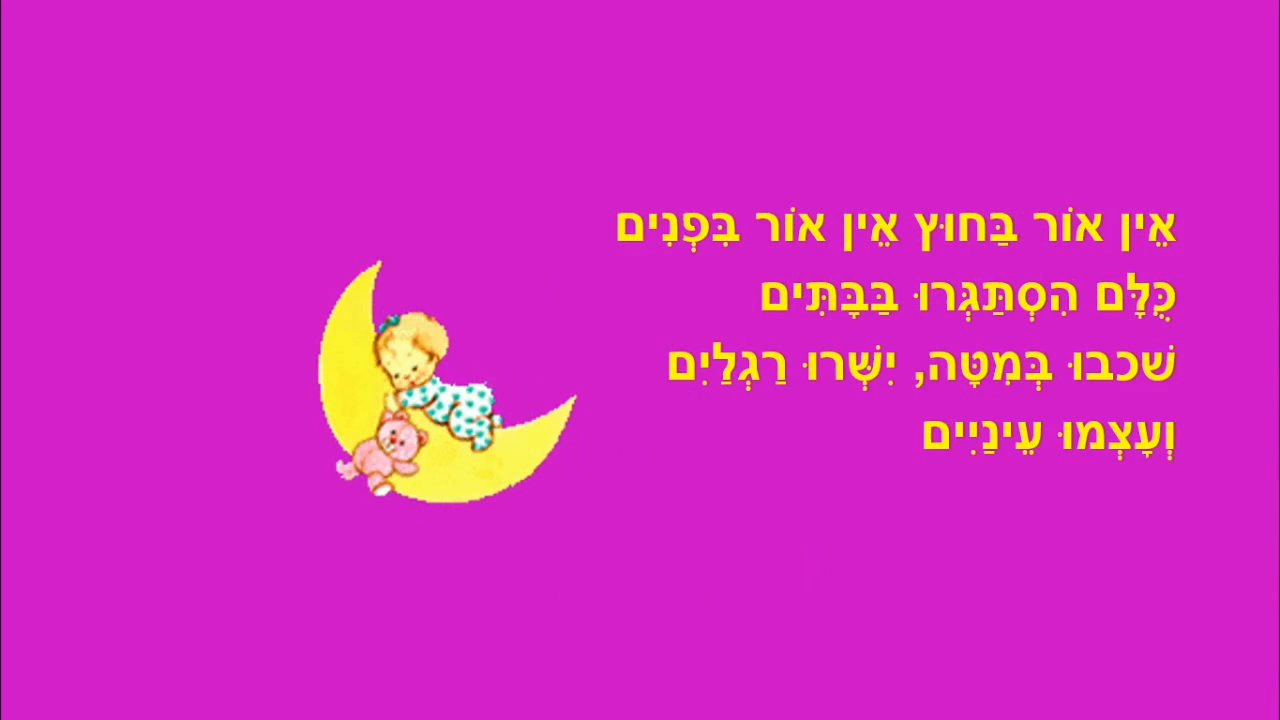 אֵין אוֹר בַּחוּץ אֵין אוֹר בִּפְנִים
כֻּלָּם הִסְתַּגְּרוּ בַּבָּתִּים
שׁכבוּ בְּמִטָּה, יִשְּׁרוּ רַגְלַיִם
וְעָצְמוּ עֵינַיִים